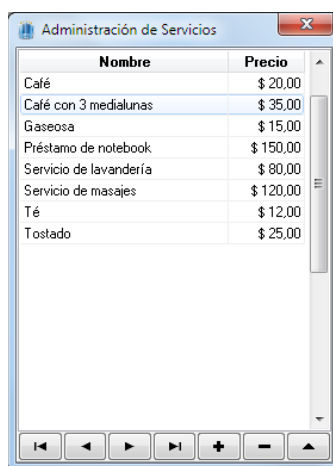 Administración de Servicios
Nombre Precio
Café $ 20,00
Café con 3 medialunas $ 35,00
Gaseosa $ 15,00
Préstamo de notebook $ 150,00
Servicio de lavandería $ 80,00
Servicio de masajes $ 120,00
Té $ 12,00
Tostado $ 25,00